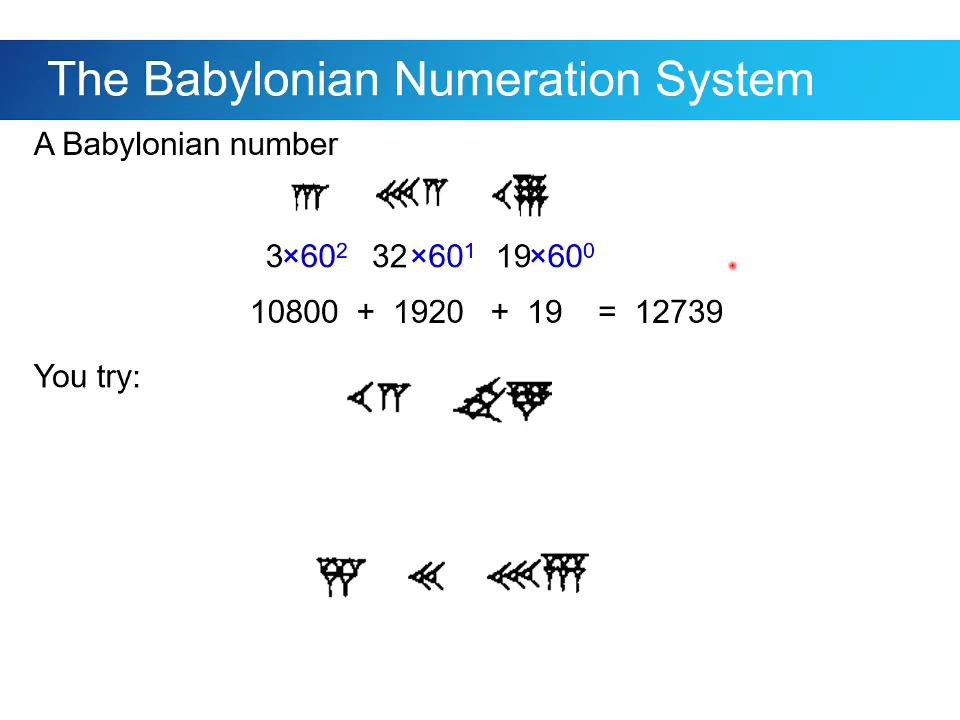 The Babylonian Numeration System
A Babylonian number
3×60² 32×60¹ 19×60⁰
10800 + 1920 + 19 = 12739
You try: